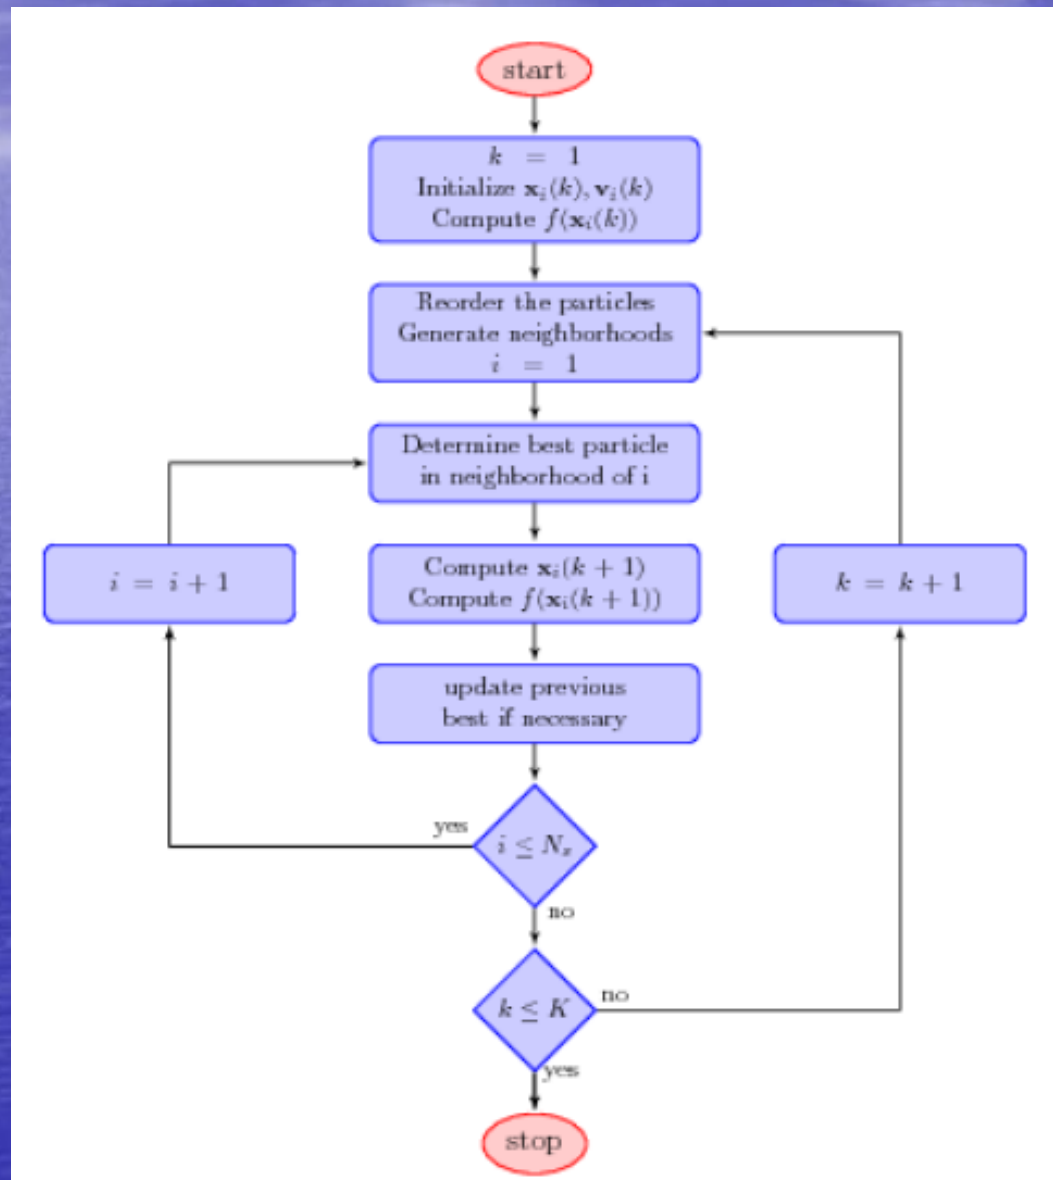 start
k = 1
Initialize x_i(k), v_i(k)
Compute f(x_i(k))
Reorder the particles
Generate neighborhoods
i = 1
Determine best particle
in neighborhood of i
i = i + 1
Compute x_i(k + 1)
Compute f(x_i(k + 1))
k = k + 1
update previous
best if necessary
yes
i ≤ N_x
no
k ≤ K
no
yes
stop